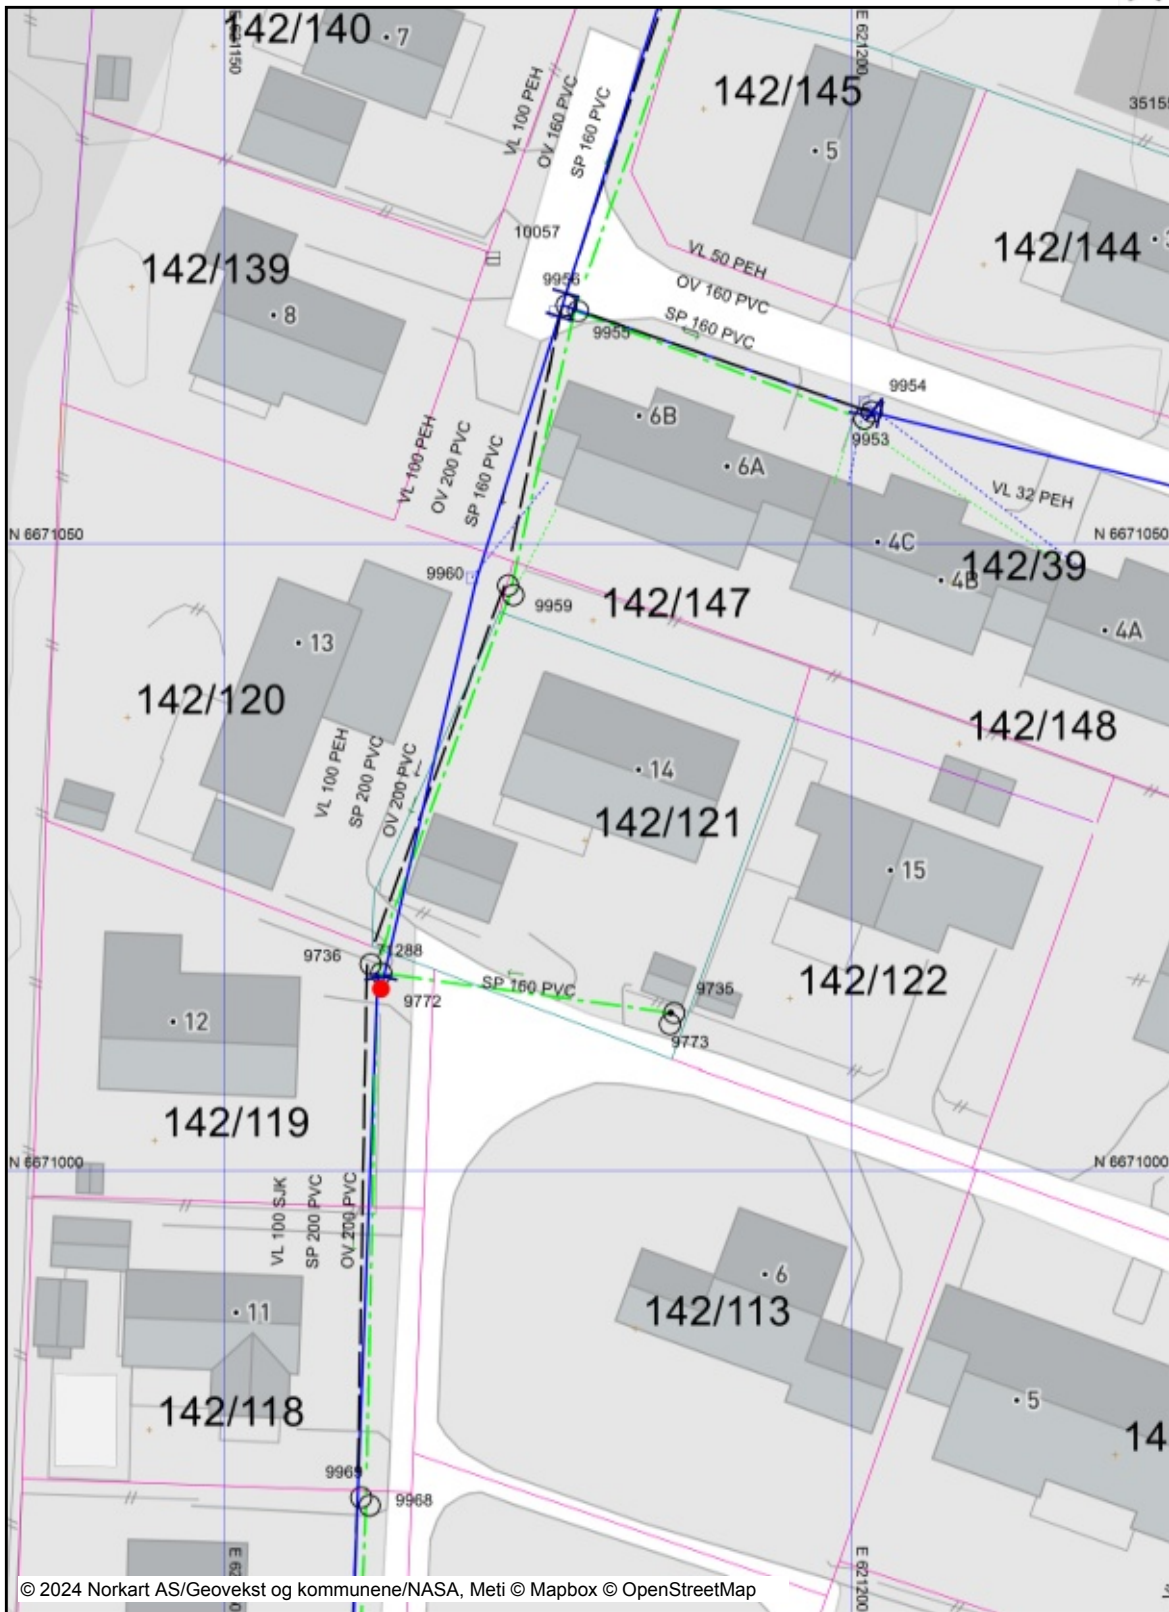 142/140
7
E 621150
E 621200
142/145
5
35155
VL 100 PEH
OV 160 PVC
SP 160 PVC
10057
142/139
8
9956
9955
VL 50 PEH
OV 160 PVC
SP 160 PVC
142/144
9954
9953
6B
6A
VL 100 PEH
OV 200 PVC
SP 160 PVC
VL 32 PEH
N 6671050
N 6671050
4C
4B
142/39
4A
9960
9959
142/147
13
142/120
142/148
14
142/121
VL 100 PEH
SP 200 PVC
OV 200 PVC
15
9736
71288
9772
SP 160 PVC
9735
9773
142/122
12
142/119
N 6671000
N 6671000
VL 100 SJK
SP 200 PVC
OV 200 PVC
11
142/118
6
142/113
5
14
9969
9968
E 62
E 621200
© 2024 Norkart AS/Geovekst og kommunene/NASA, Meti © Mapbox © OpenStreetMap